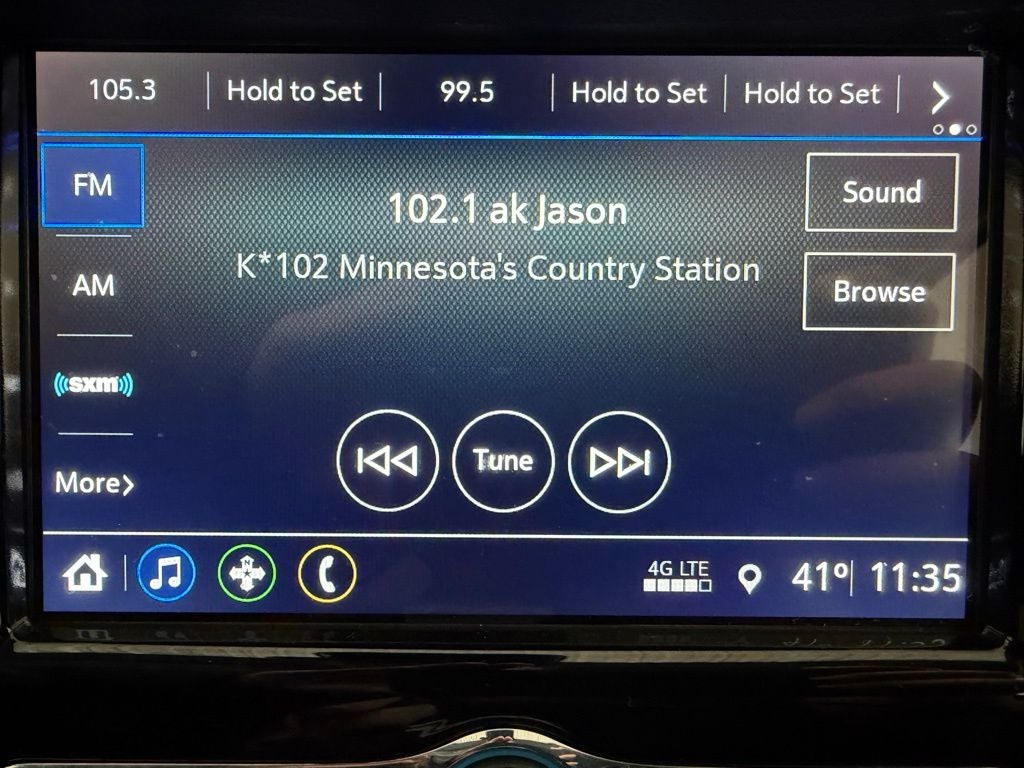 105.3 Hold to Set 99.5 Hold to Set Hold to Set
FM
102.1 ak Jason
Sound
K*102 Minnesota's Country Station
AM
Browse
sxm
Tune
More
N
4G LTE
41° 11:35